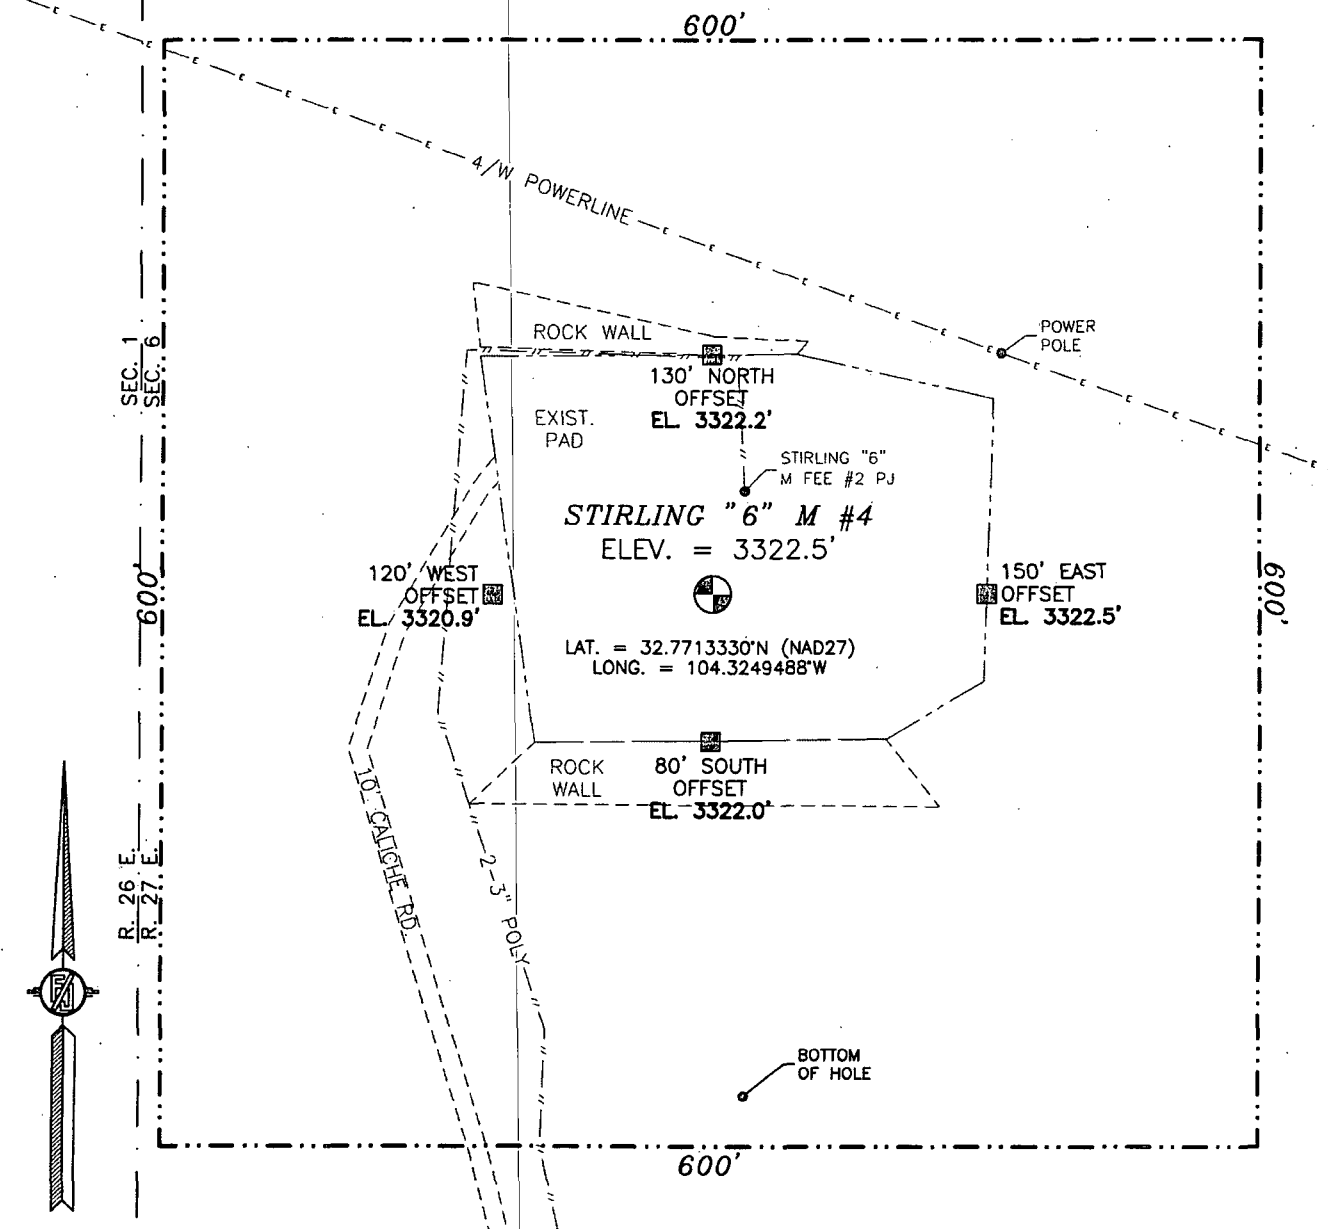 600'
4/W POWERLINE
ROCK WALL
POWER
POLE
SEC. 1
SEC. 6
130' NORTH
OFFSET
EL. 3322.2'
EXIST.
PAD
STIRLING "6"
M FEE #2 PJ
STIRLING "6" M #4
ELEV. = 3322.5'
120' WEST
OFFSET
EL. 3320.9'
150' EAST
OFFSET
EL. 3322.5'
600'
600'
LAT. = 32.7713330°N (NAD27)
LONG. = 104.3249488°W
ROCK
WALL
80' SOUTH
OFFSET
EL. 3322.0'
10' CALICHE RD.
2-3" POLY
R. 26 E.
R. 27 E.
BOTTOM
OF HOLE
600'
E E E E E E E E E E E E E E E E E E E E E E